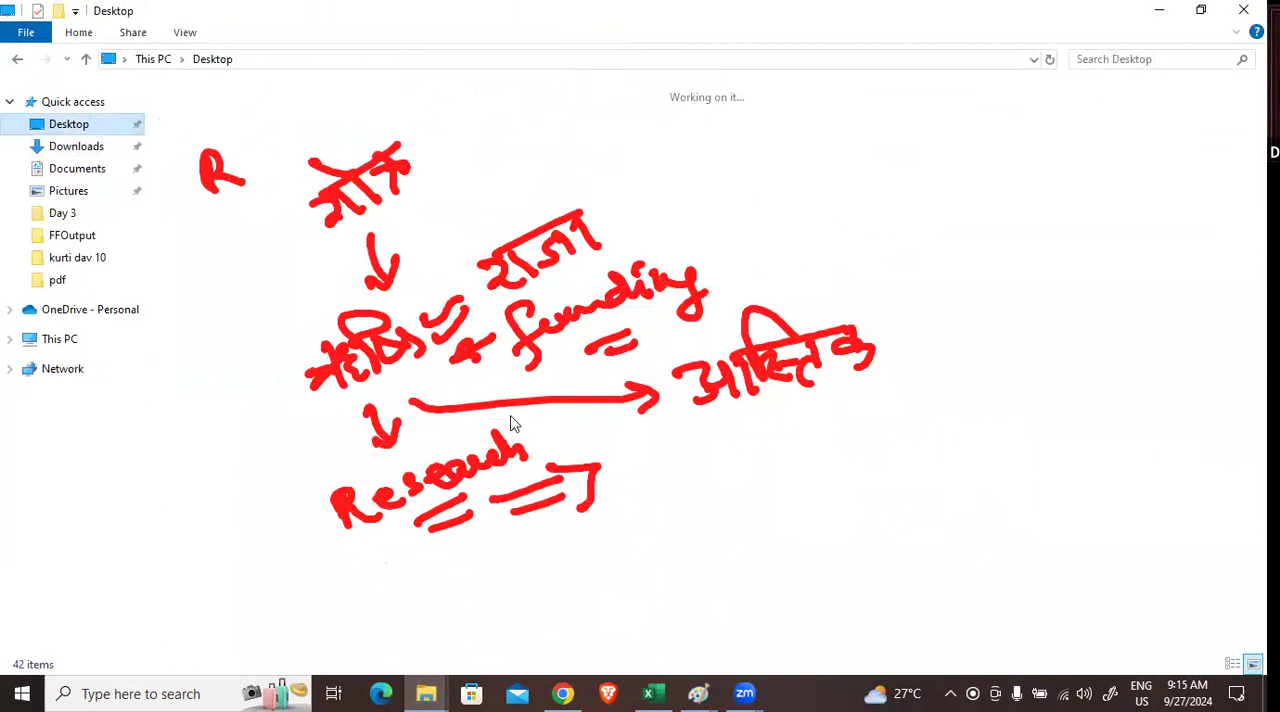 Desktop
File Home Share View
This PC Desktop
Search Desktop
Working on it...
Quick access
Desktop
Downloads
Documents
Pictures
Day 3
FFOutput
kurti dav 10
pdf
OneDrive - Personal
This PC
Network
R
राजा
funding
Research
42 items
Type here to search
27°C
ENG
US
9:15 AM
9/27/2024
zm
D